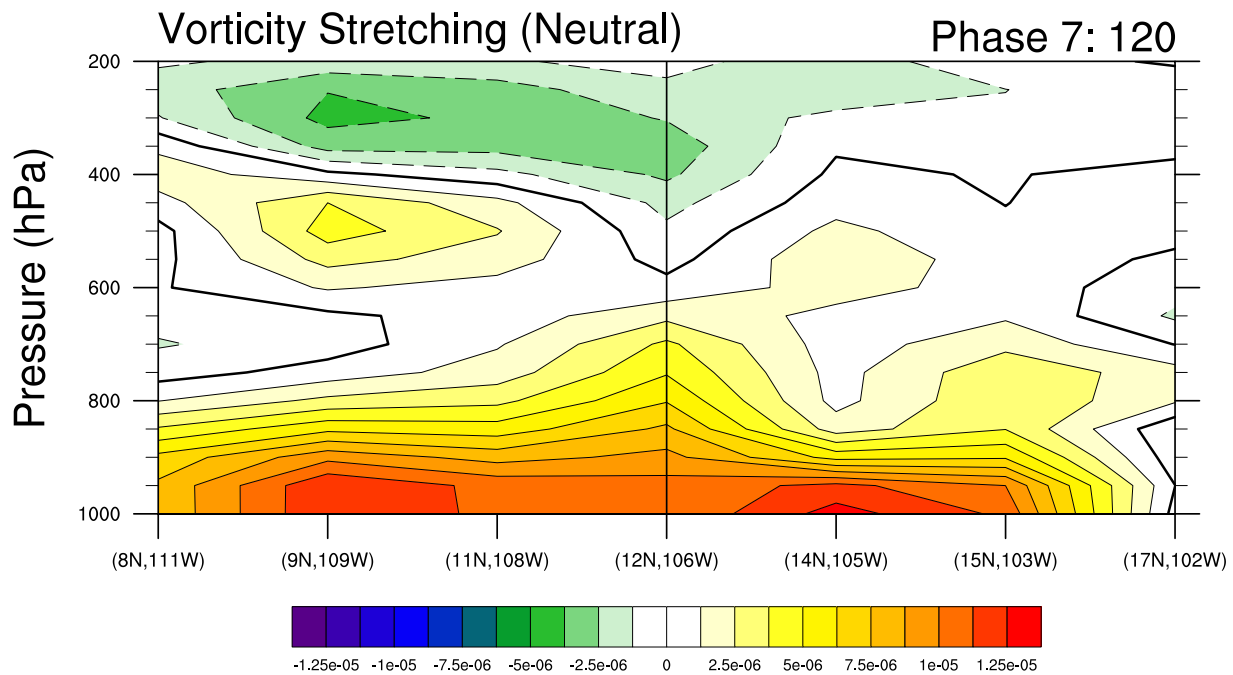 Vorticity Stretching (Neutral)
Phase 7: 120
Pressure (hPa)
200
400
600
800
1000
(8N,111W) (9N,109W) (11N,108W) (12N,106W) (14N,105W) (15N,103W) (17N,102W)
-1.25e-05 -1e-05 -7.5e-06 -5e-06 -2.5e-06 0 2.5e-06 5e-06 7.5e-06 1e-05 1.25e-05